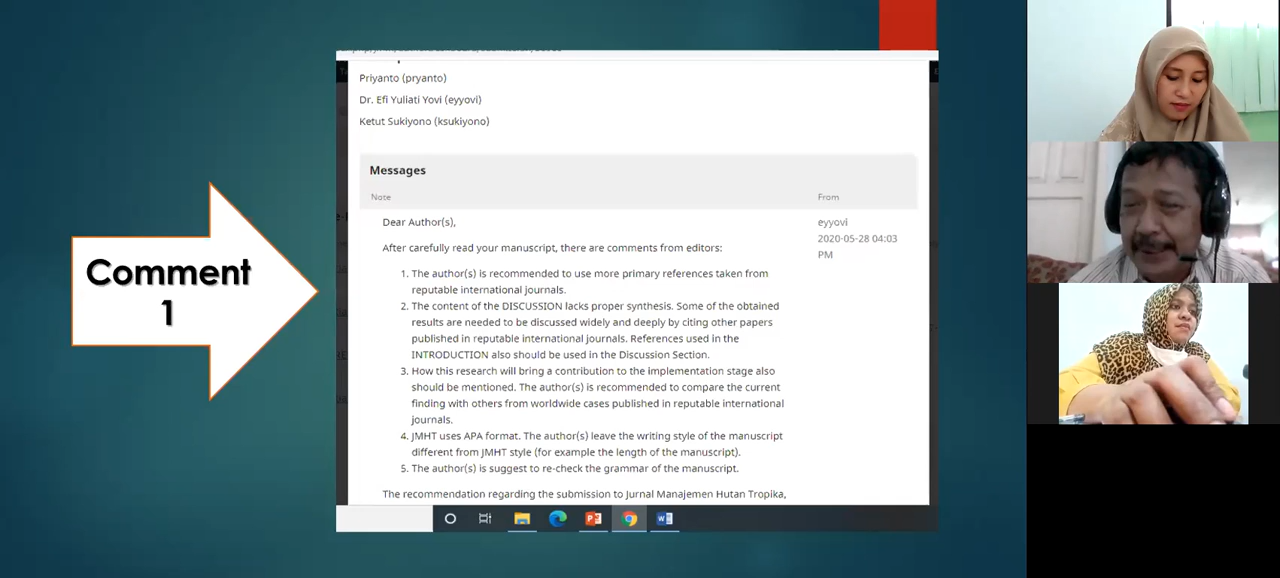 Comment
1
Priyanto (pryanto)
Dr. Efi Yuliati Yovi (eyyovi)
Ketut Sukiyono (ksukiyono)
Messages
Note
From
Dear Author(s),
eyyovi
2020-05-28 04:03
PM
After carefully read your manuscript, there are comments from editors:
1. The author(s) is recommended to use more primary references taken from
reputable international journals.
2. The content of the DISCUSSION lacks proper synthesis. Some of the obtained
results are needed to be discussed widely and deeply by citing other papers
published in reputable international journals. References used in the
INTRODUCTION also should be used in the Discussion Section.
3. How this research will bring a contribution to the implementation stage also
should be mentioned. The author(s) is recommended to compare the current
finding with others from worldwide cases published in reputable international
journals.
4. JMHT uses APA format. The author(s) leave the writing style of the manuscript
different from JMHT style (for example the length of the manuscript).
5. The author(s) is suggest to re-check the grammar of the manuscript.
The recommendation regarding the submission to Jurnal Manajemen Hutan Tropika,